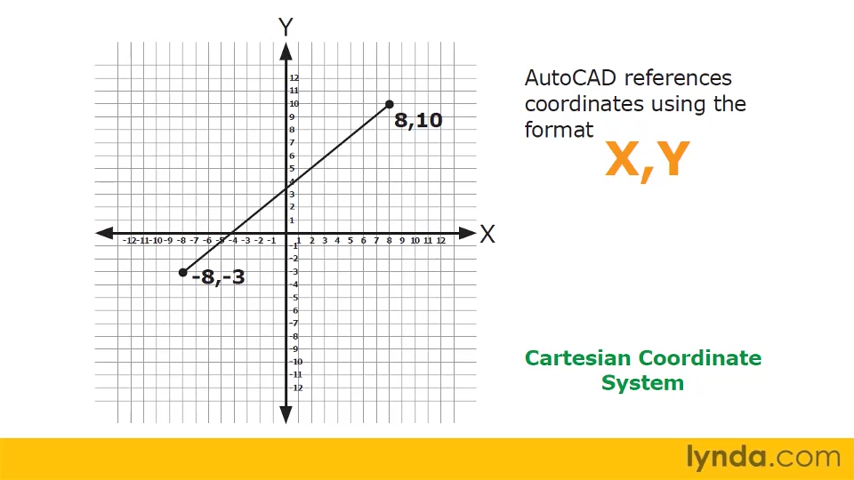 Y
AutoCAD references
coordinates using the
format
X,Y
12
11
10
9
8
7
6
5
4
3
2
1
8,10
-12-11-10-9 -8 -7 -6 -5 -4 -3 -2 -1 1 2 3 4 5 6 7 8 9 10 11 12
X
-1
-2
-3
-4
-5
-6
-7
-8
-9
-10
-11
-12
-8,-3
Cartesian Coordinate
System
lynda.com